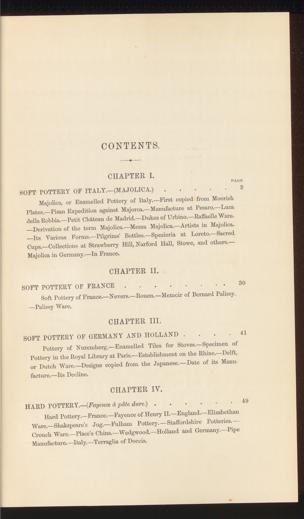 CONTENTS.
CHAPTER I.
PAGE
SOFT POTTERY OF ITALY.—(MAJOLICA.) . . . . . 2
Majolica, or Enamelled Pottery of Italy.—First copied from Moorish
Plates.—Pisan Expedition against Majorca.—Manufacture at Pesaro.—Luca
della Robbia.—Petit Château de Madrid.—Dukes of Urbino.—Raffaelle Ware.
—Derivation of the term Majolica.—Mezza Majolica.—Artists in Majolica.
—Its Various Forms.—Pilgrims' Bottles.—Spezieria at Loreto.—Sacred
Cups.—Collections at Strawberry Hill, Narford Hall, Stowe, and others.—
Majolica in Germany.—In France.
CHAPTER II.
SOFT POTTERY OF FRANCE . . . . . . . 30
Soft Pottery of France.—Nevers.—Rouen.—Memoir of Bernard Palissy.
—Palissy Ware.
CHAPTER III.
SOFT POTTERY OF GERMANY AND HOLLAND . . . . 41
Pottery of Nuremberg.—Enamelled Tiles for Stoves.—Specimen of
Pottery in the Royal Library at Paris.—Establishment on the Rhine.—Delft,
or Dutch Ware.—Designs copied from the Japanese.—Date of its Manu-
facture.—Its Decline.
CHAPTER IV.
HARD POTTERY.—(Fayence à pâte dure.) . . . . . . 49
Hard Pottery.—France.—Fayence of Henry II.—England.—Elizabethan
Ware.—Shakspeare's Jug.—Fulham Pottery.—Staffordshire Potteries.—
Crouch Ware.—Place's China.—Wedgwood.—Holland and Germany.—Pipe
Manufacture.—Italy.—Terraglia of Doccia.